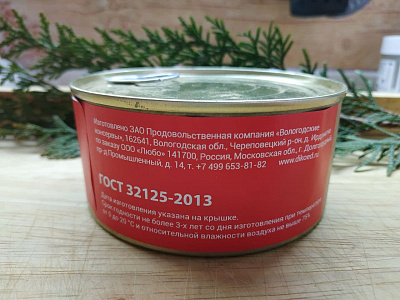 Изготовлено ЗАО Продовольственная компания «Вологодские
консервы», 162641, Вологодская обл., Череповецкий р-он, д. Ирдоматка
по заказу ООО «Любо» 141700, Россия, Московская обл., г. Долгопрудный
пр-д Промышленный, д. 14, т. +7 499 653-81-82 www.dikoed.ru
ГОСТ 32125-2013
Дата изготовления указана на крышке.
Срок годности не более 3-х лет со дня изготовления при температуре
от 0 до 20 °С и относительной влажности воздуха не выше 75%